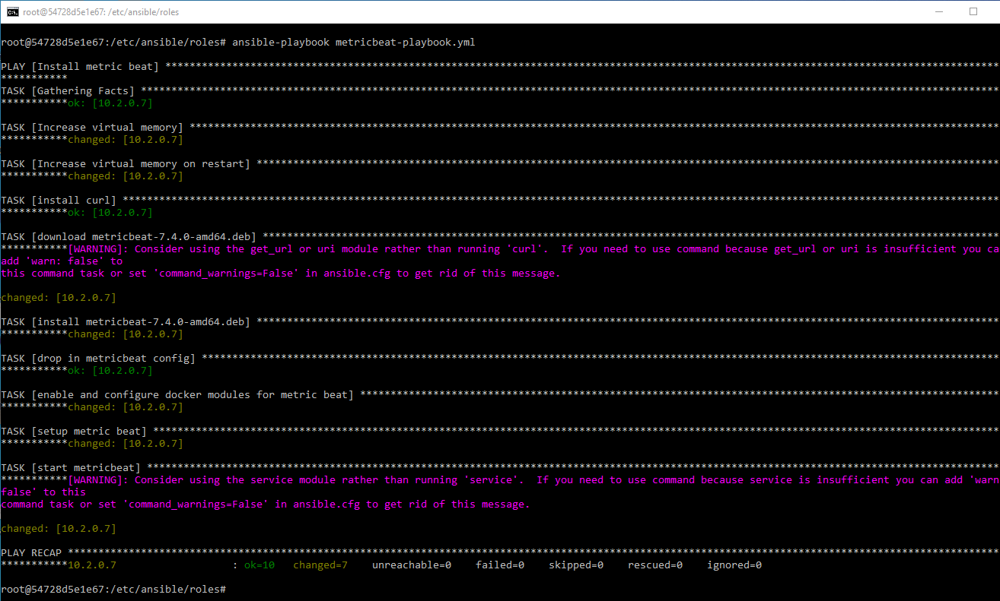 root@54728d5e1e67: /etc/ansible/roles
root@54728d5e1e67:/etc/ansible/roles# ansible-playbook metricbeat-playbook.yml
PLAY [Install metric beat] *****************************************************************************************************************************************
***********
TASK [Gathering Facts] *********************************************************************************************************************************************
***********ok: [10.2.0.7]
TASK [Increase virtual memory] *************************************************************************************************************************************
***********changed: [10.2.0.7]
TASK [Increase virtual memory on restart] **************************************************************************************************************************
***********changed: [10.2.0.7]
TASK [install curl] ************************************************************************************************************************************************
***********ok: [10.2.0.7]
TASK [download metricbeat-7.4.0-amd64.deb] *************************************************************************************************************************
***********[WARNING]: Consider using the get_url or uri module rather than running 'curl'.  If you need to use command because get_url or uri is insufficient you ca
add 'warn: false' to
this command task or set 'command_warnings=False' in ansible.cfg to get rid of this message.
changed: [10.2.0.7]
TASK [install metricbeat-7.4.0-amd64.deb] **************************************************************************************************************************
***********changed: [10.2.0.7]
TASK [drop in metricbeat config] ***********************************************************************************************************************************
***********ok: [10.2.0.7]
TASK [enable and configure docker modules for metric beat] *********************************************************************************************************
***********changed: [10.2.0.7]
TASK [setup metric beat] *******************************************************************************************************************************************
***********changed: [10.2.0.7]
TASK [start metricbeat] ********************************************************************************************************************************************
***********[WARNING]: Consider using the service module rather than running 'service'.  If you need to use command because service is insufficient you can add 'warn
false' to this
command task or set 'command_warnings=False' in ansible.cfg to get rid of this message.
changed: [10.2.0.7]
PLAY RECAP *********************************************************************************************************************************************************
***********10.2.0.7                   : ok=10   changed=7    unreachable=0    failed=0    skipped=0    rescued=0    ignored=0
root@54728d5e1e67:/etc/ansible/roles#